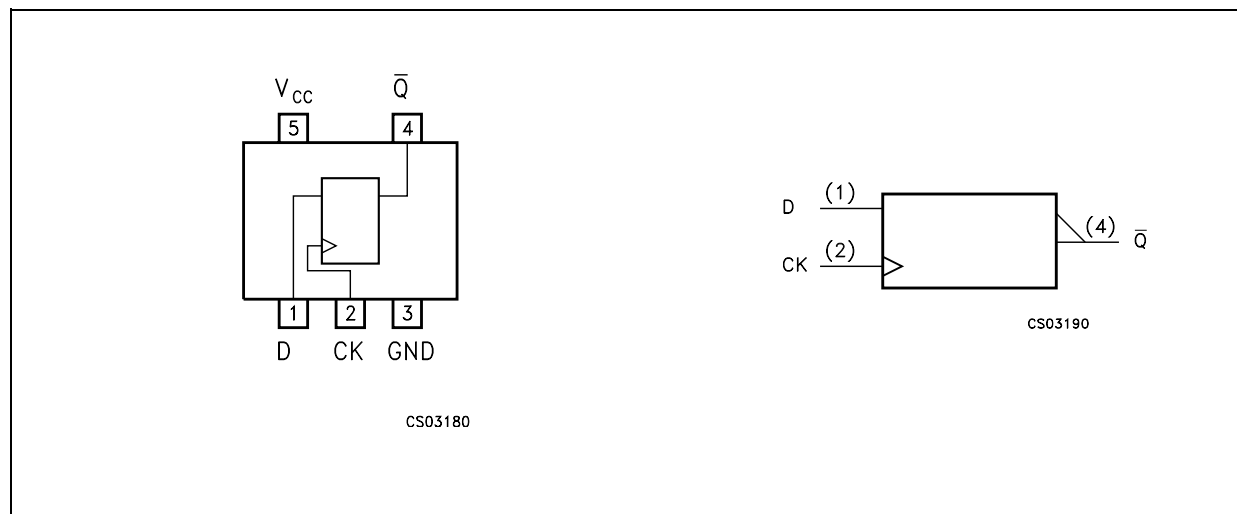 V_CC Q̅
5 4
1 2 3
D CK GND
CS03180
D (1)
CK (2)
(4) Q̅
CS03190